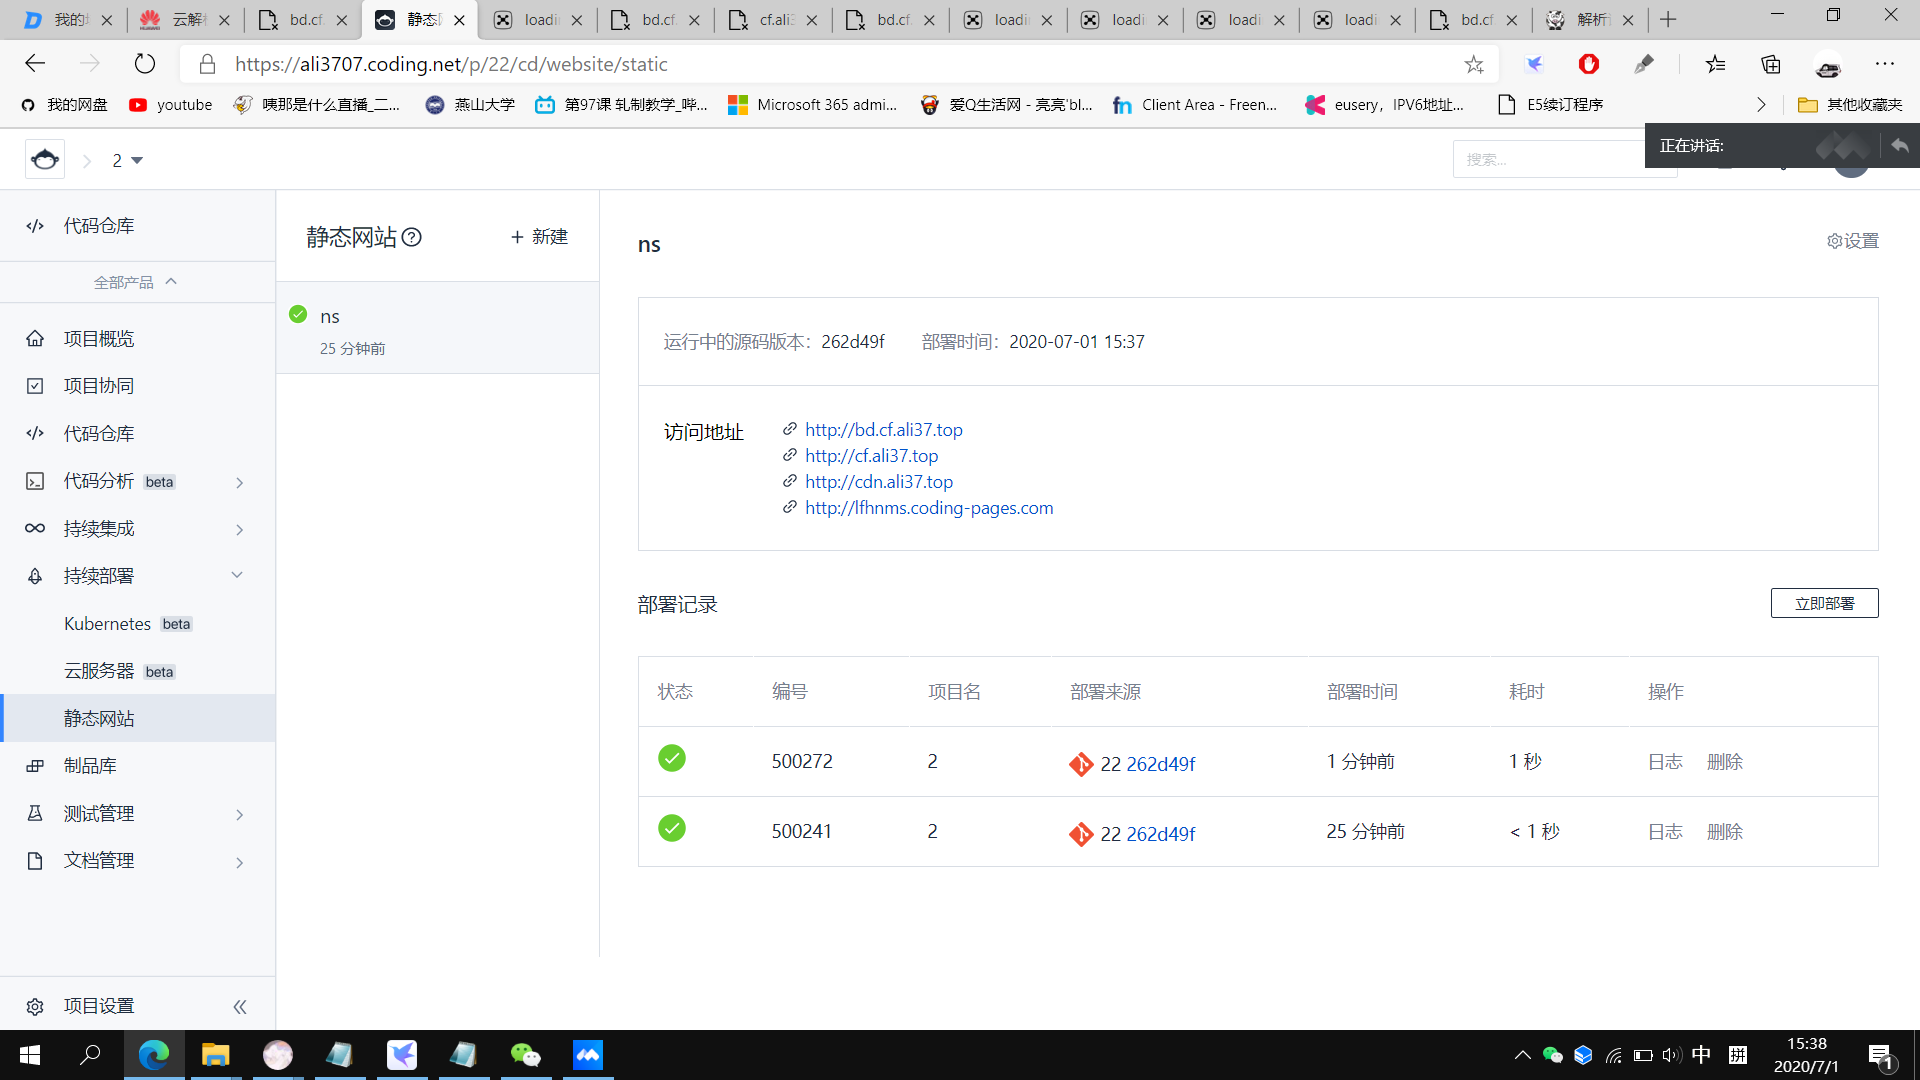 我的 云解 bd.cf. 静态 loadi bd.cf. cf.ali bd.cf. loadi loadi loadi loadi bd.cf 解析
https://ali3707.coding.net/p/22/cd/website/static
我的网盘 youtube 咦那是什么直播_二... 燕山大学 第97课 轧制教学_哔... Microsoft 365 admi... 爱Q生活网 - 亮亮'bl... Client Area - Freen... eusery，IPV6地址... E5续订程序 其他收藏夹
正在讲话:
2
搜索...
代码仓库
全部产品
项目概览
项目协同
代码仓库
代码分析 beta
持续集成
持续部署
Kubernetes beta
云服务器 beta
静态网站
制品库
测试管理
文档管理
项目设置
静态网站 ?
+ 新建
ns
25 分钟前
ns
设置
运行中的源码版本：262d49f 部署时间：2020-07-01 15:37
访问地址
http://bd.cf.ali37.top
http://cf.ali37.top
http://cdn.ali37.top
http://lfhnms.coding-pages.com
部署记录
立即部署
状态 编号 项目名 部署来源 部署时间 耗时 操作
500272 2 22 262d49f 1 分钟前 1 秒 日志 删除
500241 2 22 262d49f 25 分钟前 < 1 秒 日志 删除
中 拼
15:38
2020/7/1
1